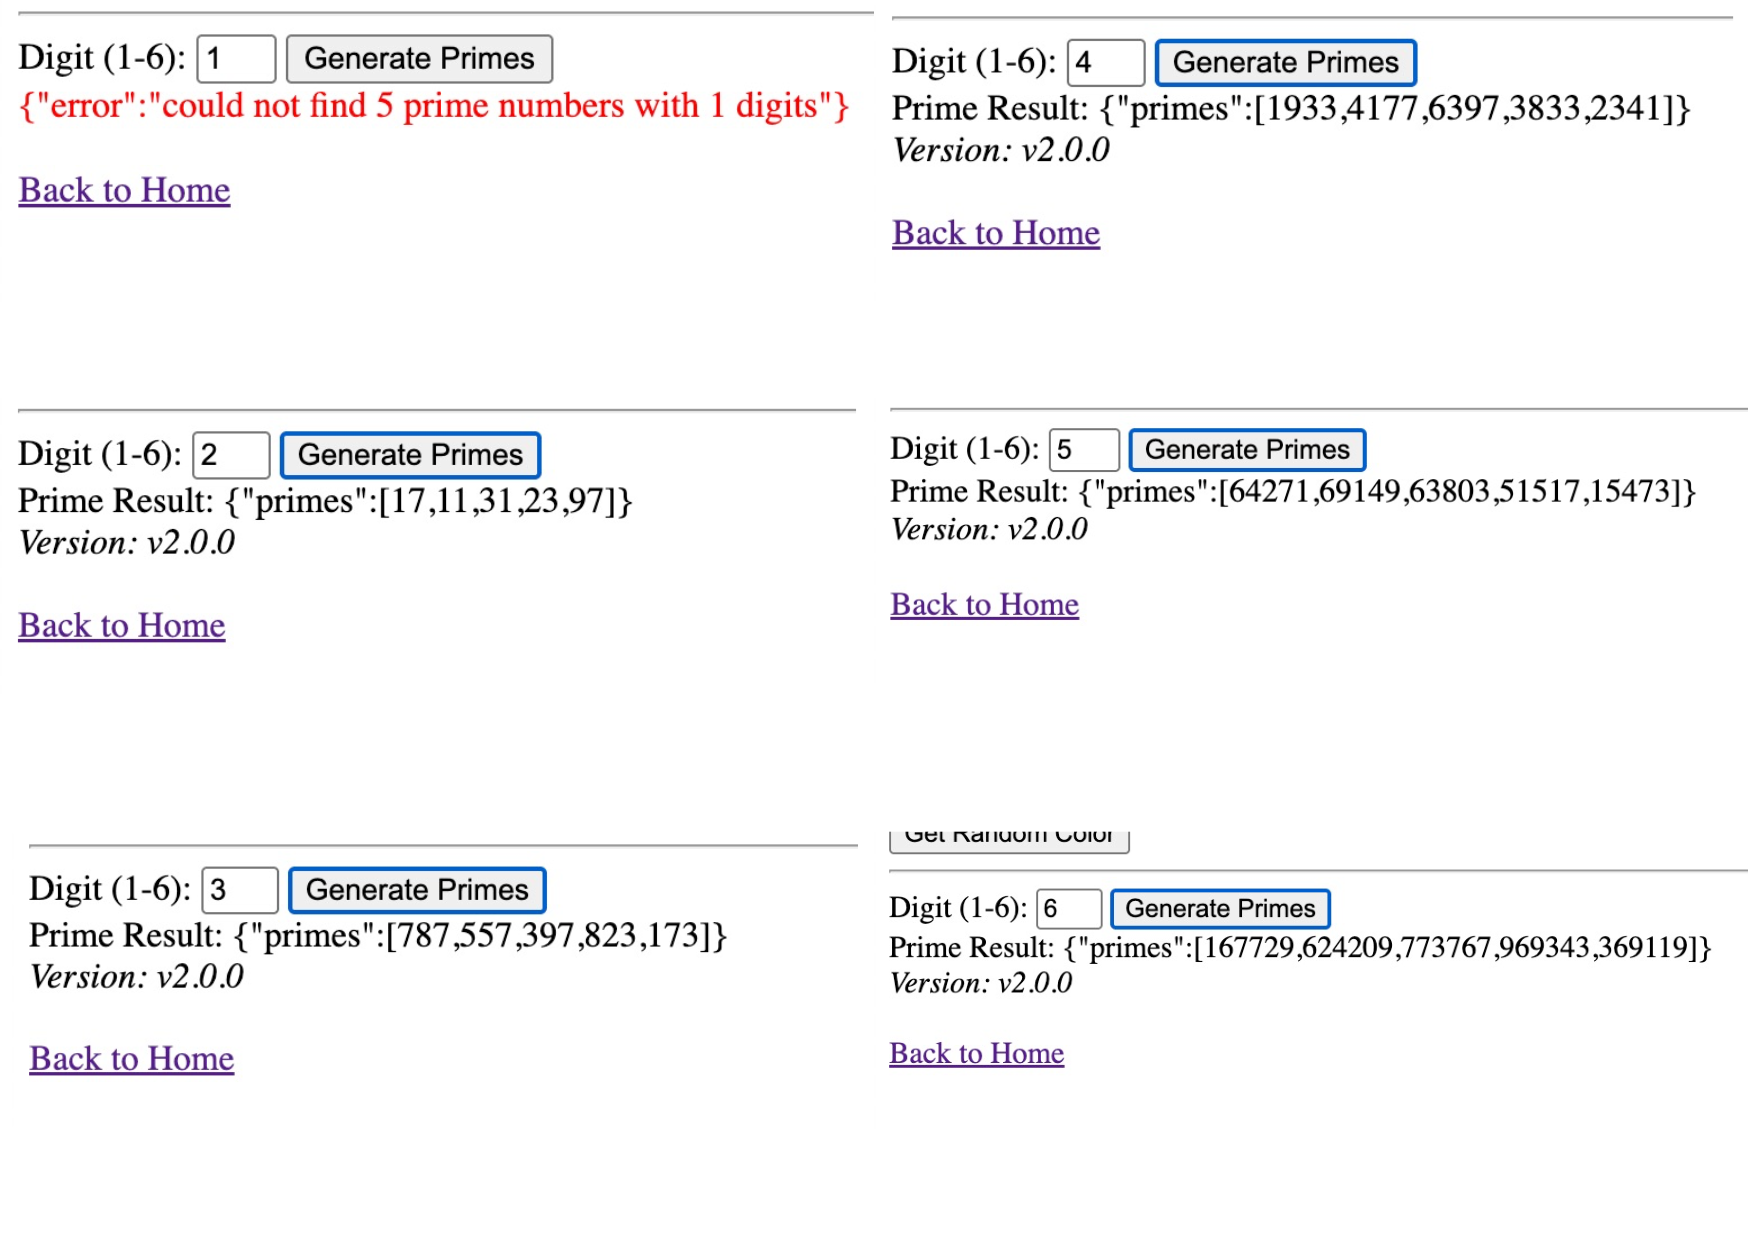 Digit (1-6): 1 Generate Primes
{"error":"could not find 5 prime numbers with 1 digits"}
Back to Home
Digit (1-6): 2 Generate Primes
Prime Result: {"primes":[17,11,31,23,97]}
Version: v2.0.0
Back to Home
Digit (1-6): 3 Generate Primes
Prime Result: {"primes":[787,557,397,823,173]}
Version: v2.0.0
Back to Home
Digit (1-6): 4 Generate Primes
Prime Result: {"primes":[1933,4177,6397,3833,2341]}
Version: v2.0.0
Back to Home
Digit (1-6): 5 Generate Primes
Prime Result: {"primes":[64271,69149,63803,51517,15473]}
Version: v2.0.0
Back to Home
Get Random Color
Digit (1-6): 6 Generate Primes
Prime Result: {"primes":[167729,624209,773767,969343,369119]}
Version: v2.0.0
Back to Home